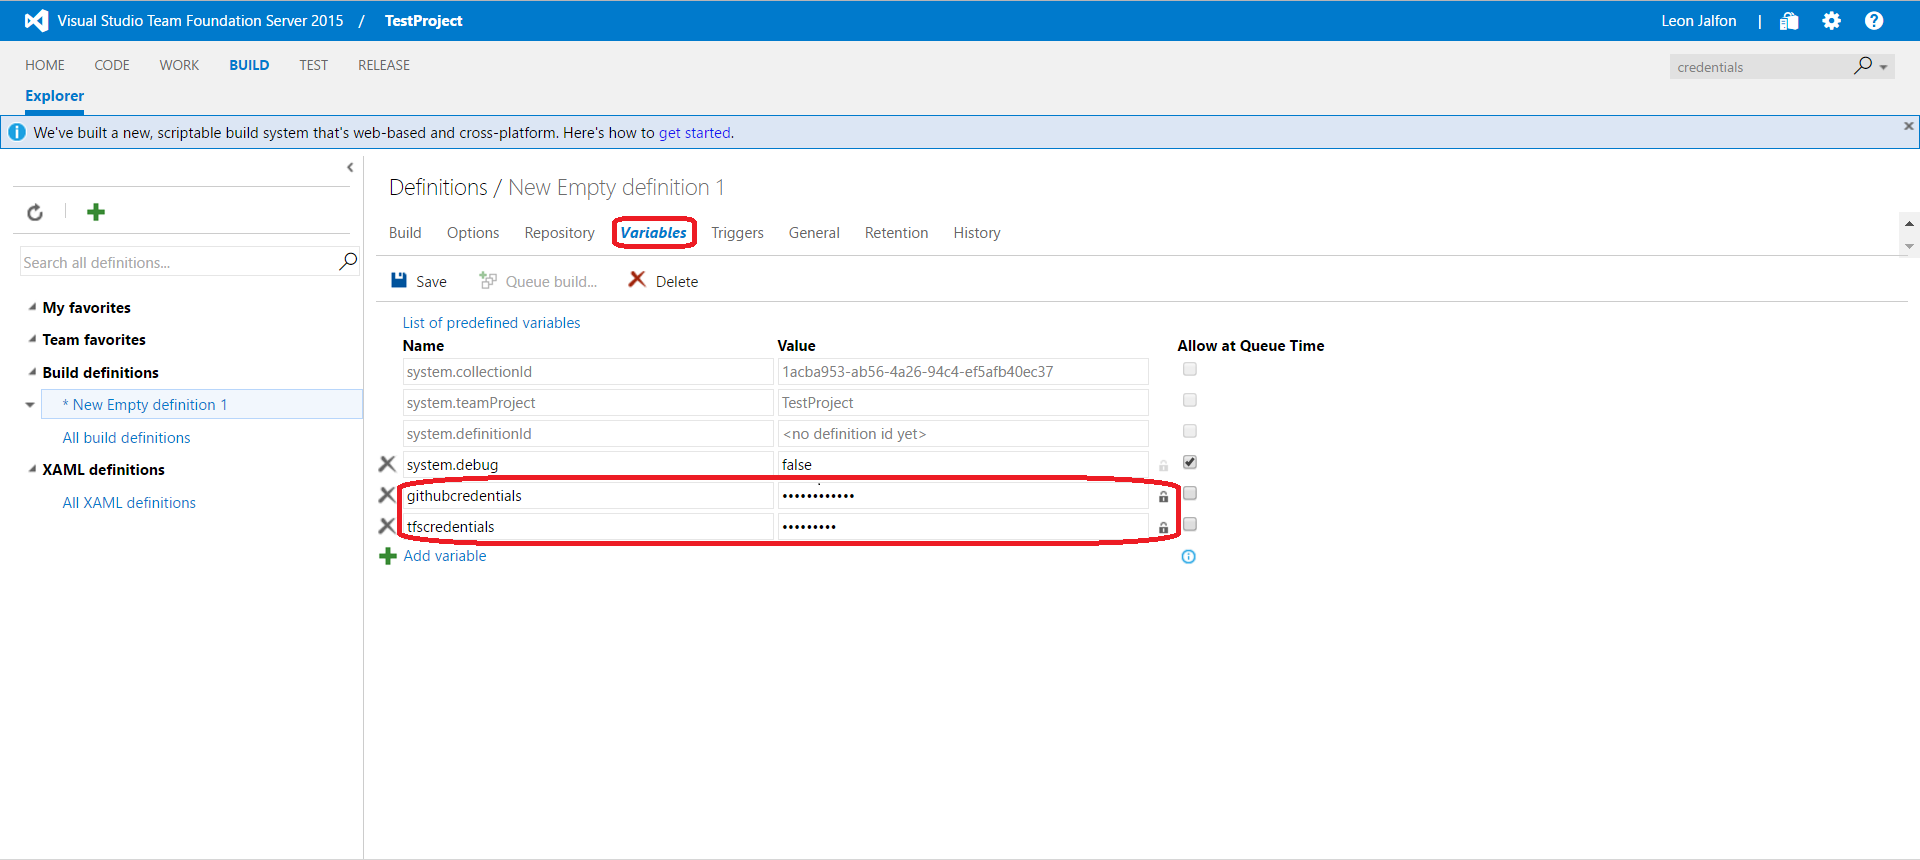 Visual Studio Team Foundation Server 2015 / TestProject Leon Jalfon |
HOME CODE WORK BUILD TEST RELEASE credentials
Explorer
We've built a new, scriptable build system that's web-based and cross-platform. Here's how to get started.
Definitions / New Empty definition 1
Build Options Repository Variables Triggers General Retention History
Search all definitions...
Save Queue build... Delete
My favorites
Team favorites
Build definitions
* New Empty definition 1
All build definitions
XAML definitions
All XAML definitions
List of predefined variables
Name Value Allow at Queue Time
system.collectionId 1acba953-ab56-4a26-94c4-ef5afb40ec37
system.teamProject TestProject
system.definitionId <no definition id yet>
system.debug false
githubcredentials ••••••••••••
tfscredentials •••••••••
Add variable